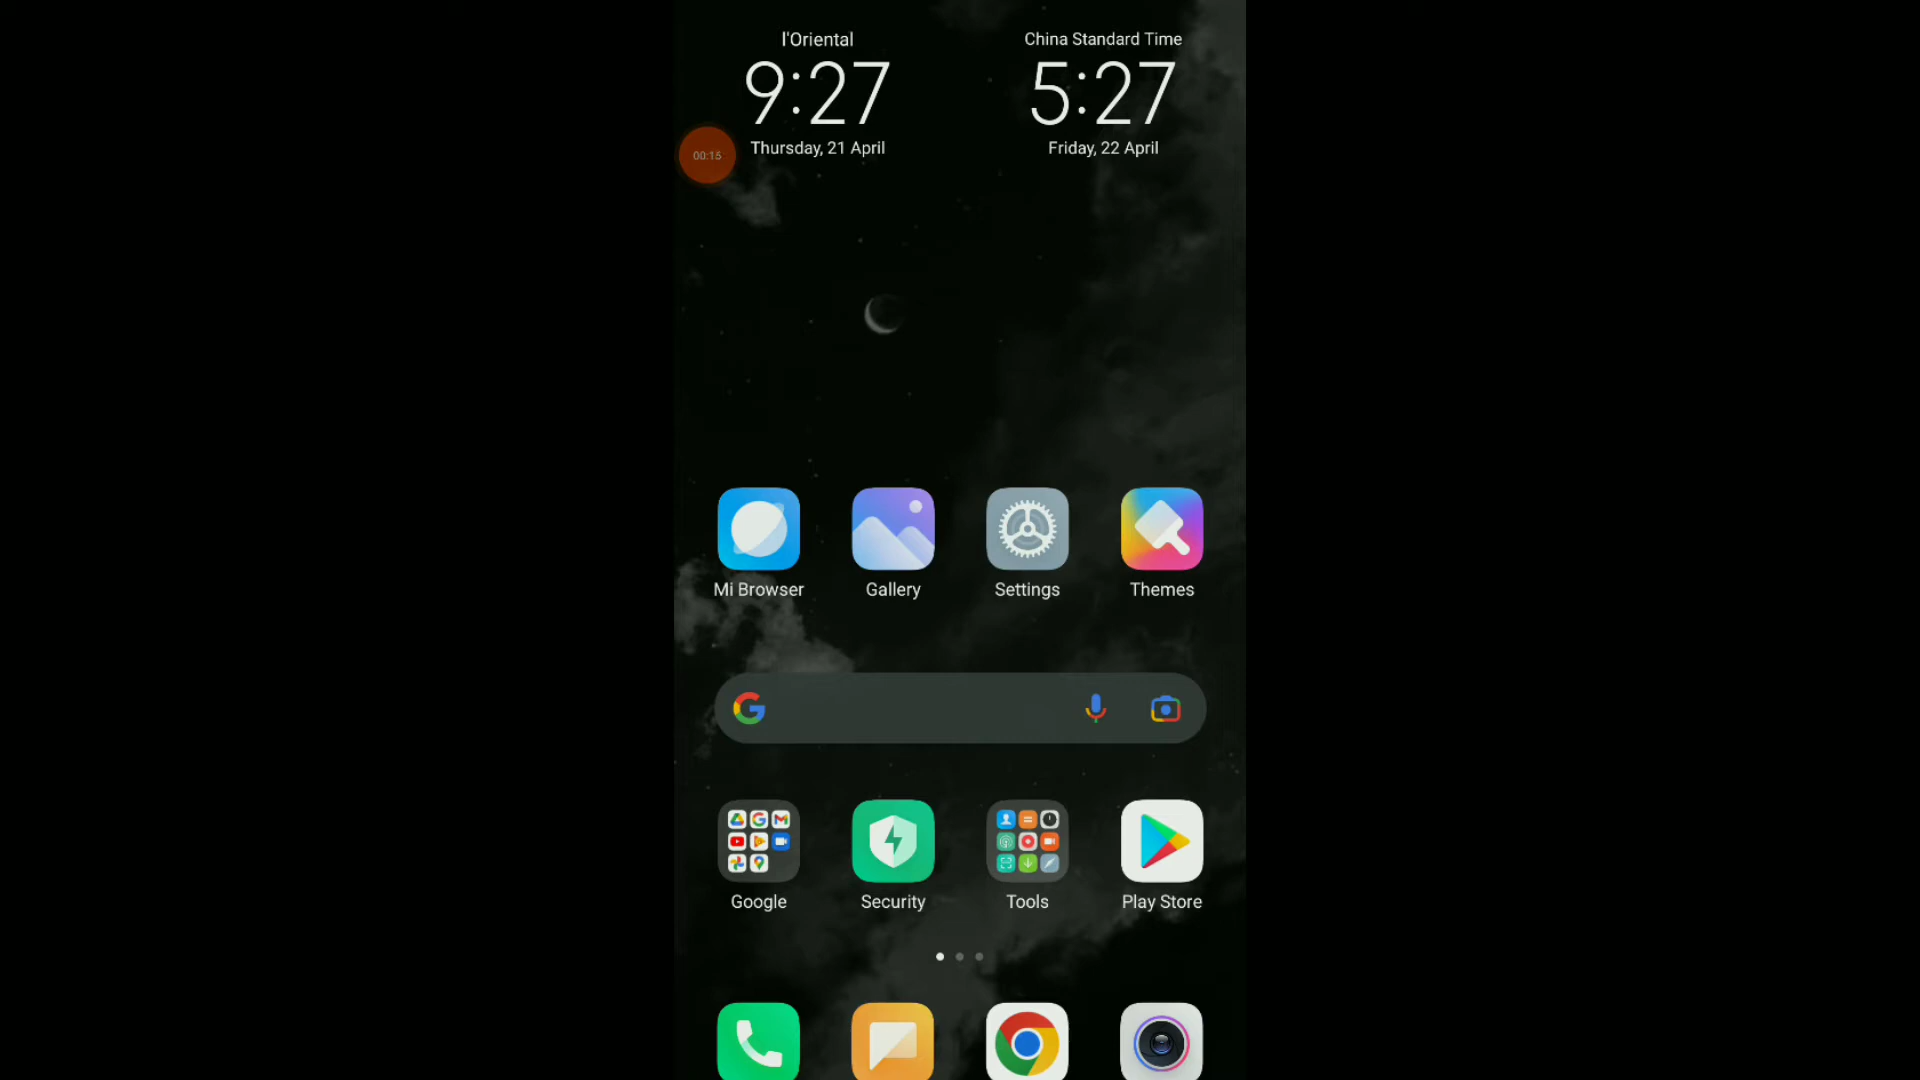 l'Oriental
9:27
Thursday, 21 April
China Standard Time
5:27
Friday, 22 April
00:15
Mi Browser
Gallery
Settings
Themes
Google
Security
Tools
Play Store